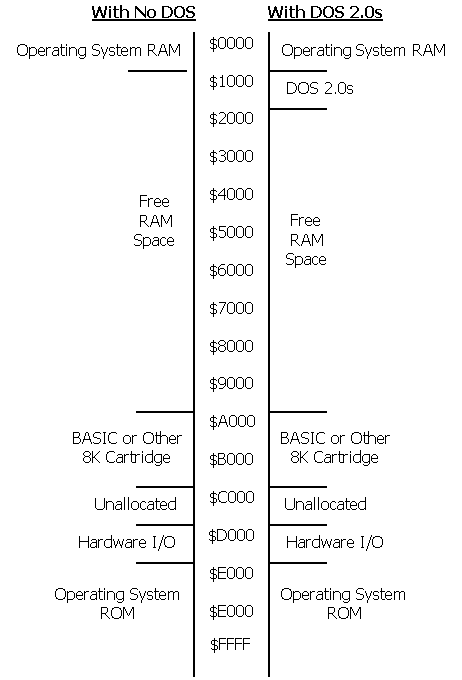 With No DOS
With DOS 2.0s
Operating System RAM
$0000
Operating System RAM
$1000
DOS 2.0s
$2000
$3000
$4000
Free
RAM
Space
$5000
Free
RAM
Space
$6000
$7000
$8000
$9000
$A000
BASIC or Other
8K Cartridge
BASIC or Other
8K Cartridge
$B000
$C000
Unallocated
Unallocated
$D000
Hardware I/O
Hardware I/O
$E000
Operating System
ROM
Operating System
ROM
$E000
$FFFF